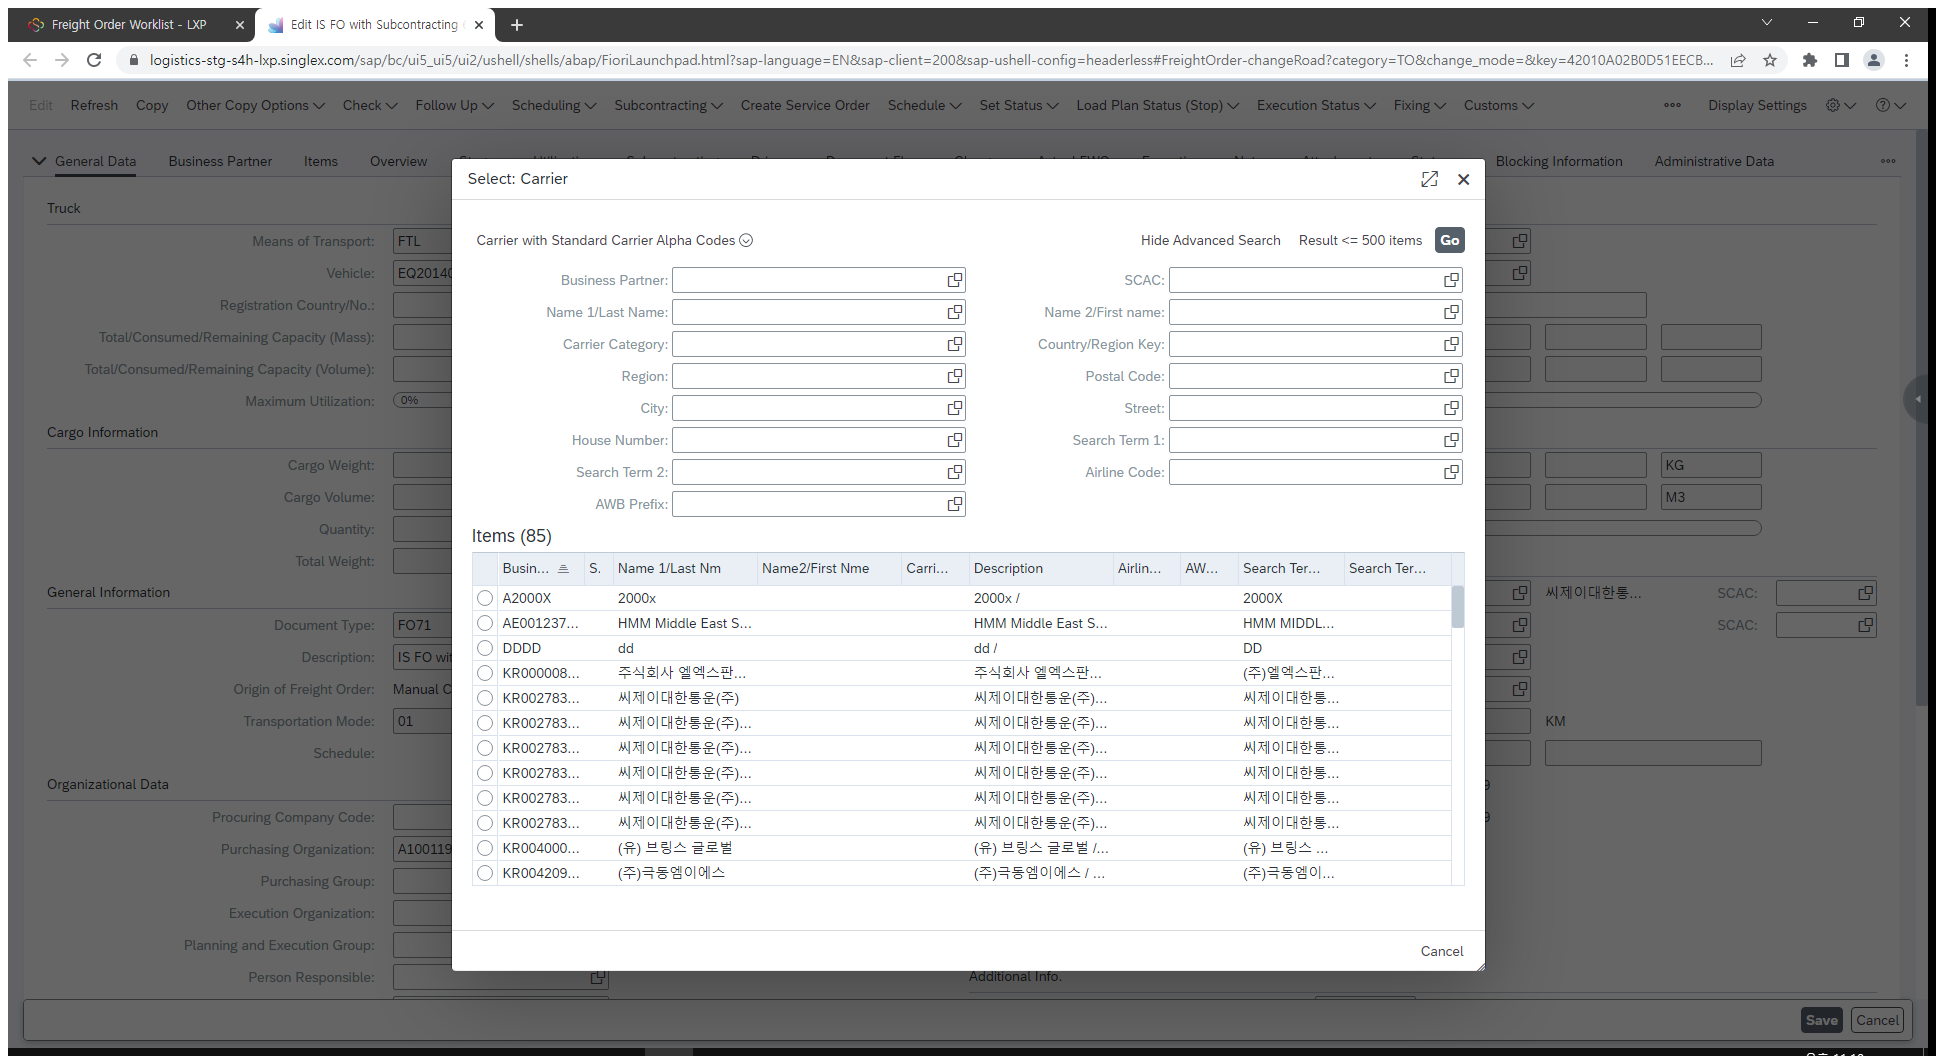 Freight Order Worklist - LXP
Edit IS FO with Subcontracting
logistics-stg-s4h-lxp.singlex.com/sap/bc/ui5_ui5/ui2/ushell/shells/abap/FioriLaunchpad.html?sap-language=EN&sap-client=200&sap-ushell-config=headerless#FreightOrder-changeRoad?category=TO&change_mode=&key=42010A02B0D51EECB...
Edit Refresh Copy Other Copy Options Check Follow Up Scheduling Subcontracting Create Service Order Schedule Set Status Load Plan Status (Stop) Execution Status Fixing Customs Display Settings
General Data Business Partner Items Overview Blocking Information Administrative Data
Select: Carrier
Truck
Means of Transport: FTL
Vehicle: EQ2014
Registration Country/No.:
Total/Consumed/Remaining Capacity (Mass):
Total/Consumed/Remaining Capacity (Volume):
Maximum Utilization: 0%
Cargo Information
Cargo Weight: KG
Cargo Volume: M3
Quantity:
Total Weight:
General Information
Document Type: FO71
Description: IS FO wit
Origin of Freight Order: Manual C
Transportation Mode: 01
Schedule:
Organizational Data
Procuring Company Code:
Purchasing Organization: A100119
Purchasing Group:
Execution Organization:
Planning and Execution Group:
Person Responsible:
Carrier with Standard Carrier Alpha Codes Hide Advanced Search Result <= 500 items Go
Business Partner: SCAC:
Name 1/Last Name: Name 2/First name:
Carrier Category: Country/Region Key:
Region: Postal Code:
City: Street:
House Number: Search Term 1:
Search Term 2: Airline Code:
AWB Prefix:
Items (85)
Busin... S. Name 1/Last Nm Name2/First Nme Carri... Description Airlin... AW... Search Ter... Search Ter...
A2000X 2000x 2000x / 2000X
AE001237... HMM Middle East S... HMM Middle East S... HMM MIDDL...
DDDD dd dd / DD
KR000008... 주식회사 엘엑스판... 주식회사 엘엑스판... (주)엘엑스판...
KR002783... 씨제이대한통운(주) 씨제이대한통운(주)... 씨제이대한통...
KR002783... 씨제이대한통운(주)... 씨제이대한통운(주)... 씨제이대한통...
KR002783... 씨제이대한통운(주)... 씨제이대한통운(주)... 씨제이대한통...
KR002783... 씨제이대한통운(주)... 씨제이대한통운(주)... 씨제이대한통...
KR002783... 씨제이대한통운(주)... 씨제이대한통운(주)... 씨제이대한통...
KR002783... 씨제이대한통운(주)... 씨제이대한통운(주)... 씨제이대한통...
KR004000... (유) 브링스 글로벌 (유) 브링스 글로벌 /... (유) 브링스 ...
KR004209... (주)극동엠이에스 (주)극동엠이에스 / ... (주)극동엠이...
Cancel
씨제이대한통... SCAC:
SCAC:
KM
Additional Info.
Save Cancel